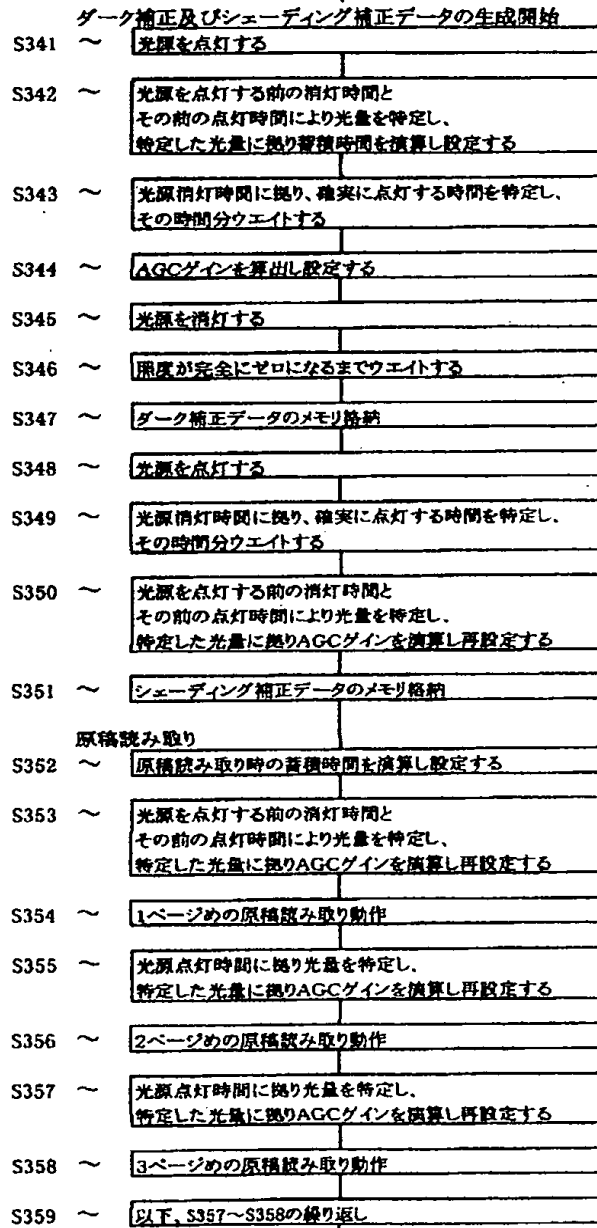 ダーク補正及びシェーディング補正データの生成開始
S341 ～ 光源を点灯する
S342 ～ 光源を点灯する前の消灯時間と
その前の点灯時間により光量を特定し、
特定した光量に拠り蓄積時間を演算し設定する
S343 ～ 光源消灯時間に拠り、確実に点灯する時間を特定し、
その時間分ウエイトする
S344 ～ AGCゲインを算出し設定する
S345 ～ 光源を消灯する
S346 ～ 照度が完全にゼロになるまでウエイトする
S347 ～ ダーク補正データのメモリ格納
S348 ～ 光源を点灯する
S349 ～ 光源消灯時間に拠り、確実に点灯する時間を特定し、
その時間分ウエイトする
S350 ～ 光源を点灯する前の消灯時間と
その前の点灯時間により光量を特定し、
特定した光量に拠りAGCゲインを演算し再設定する
S351 ～ シェーディング補正データのメモリ格納
原稿読み取り
S352 ～ 原稿読み取り時の蓄積時間を演算し設定する
S353 ～ 光源を点灯する前の消灯時間と
その前の点灯時間により光量を特定し、
特定した光量に拠りAGCゲインを演算し再設定する
S354 ～ 1ページめの原稿読み取り動作
S355 ～ 光源点灯時間に拠り光量を特定し、
特定した光量に拠りAGCゲインを演算し再設定する
S356 ～ 2ページめの原稿読み取り動作
S357 ～ 光源点灯時間に拠り光量を特定し、
特定した光量に拠りAGCゲインを演算し再設定する
S358 ～ 3ページめの原稿読み取り動作
S359 ～ 以下、S357～S358の繰り返し